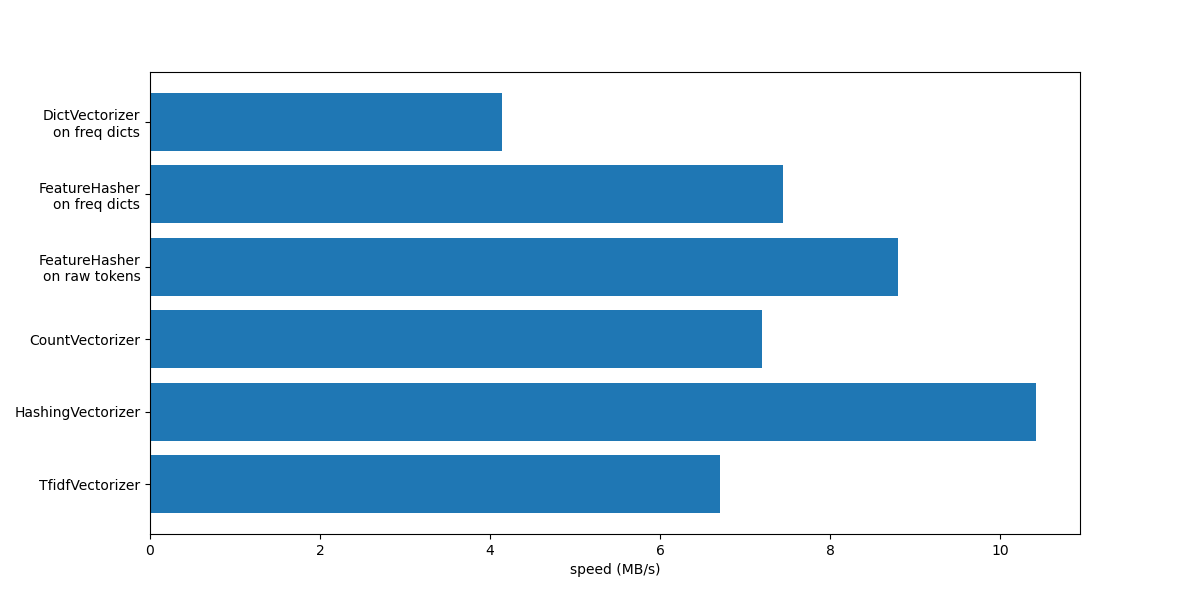 DictVectorizer
on freq dicts
FeatureHasher
on freq dicts
FeatureHasher
on raw tokens
CountVectorizer
HashingVectorizer
TfidfVectorizer
0 2 4 6 8 10
speed (MB/s)